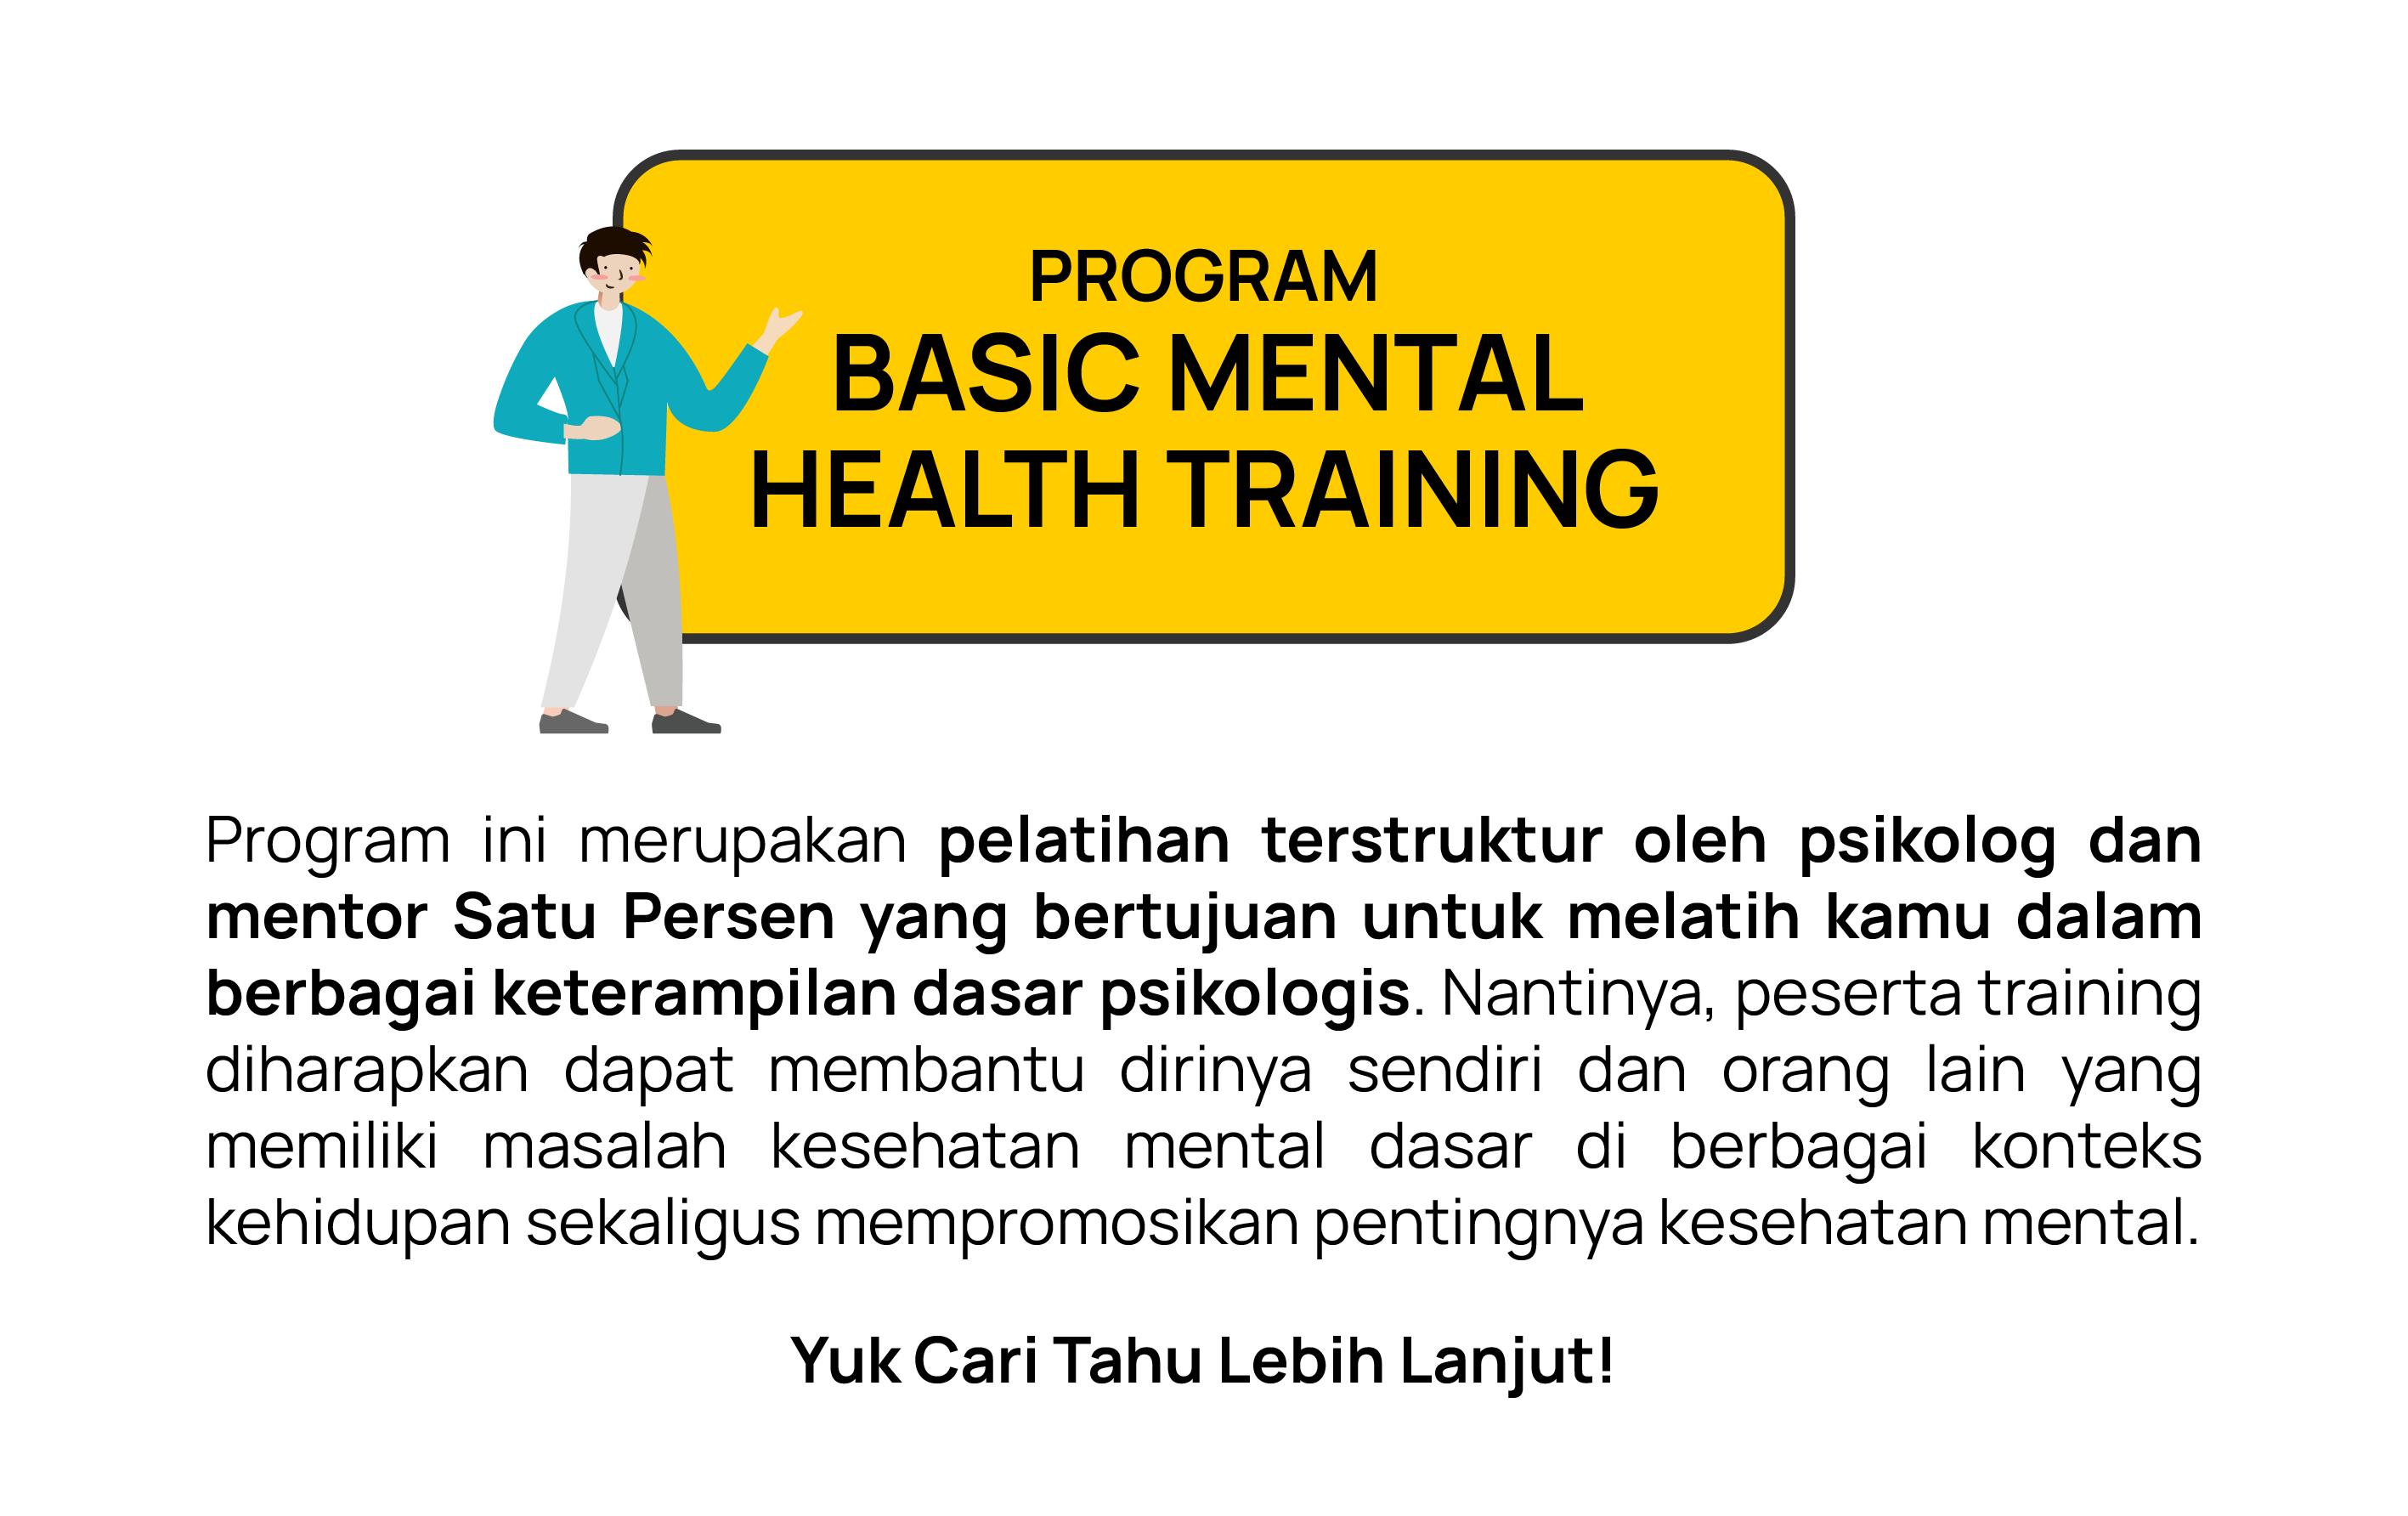 PROGRAM
BASIC MENTAL
HEALTH TRAINING
Program ini merupakan pelatihan terstruktur oleh psikolog dan
mentor Satu Persen yang bertujuan untuk melatih kamu dalam
berbagai keterampilan dasar psikologis. Nantinya, peserta training
diharapkan dapat membantu dirinya sendiri dan orang lain yang
memiliki masalah kesehatan mental dasar di berbagai konteks
kehidupan sekaligus mempromosikan pentingnya kesehatan mental.
Yuk Cari Tahu Lebih Lanjut!